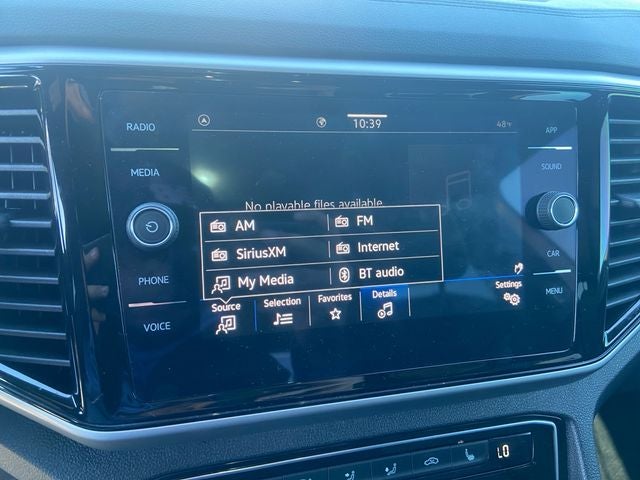 RADIO
10:39
48°F
APP
MEDIA
SOUND
No playable files available
AM
FM
SiriusXM
Internet
My Media
BT audio
PHONE
CAR
VOICE
MENU
Source
Selection
Favorites
Details
Settings
LO